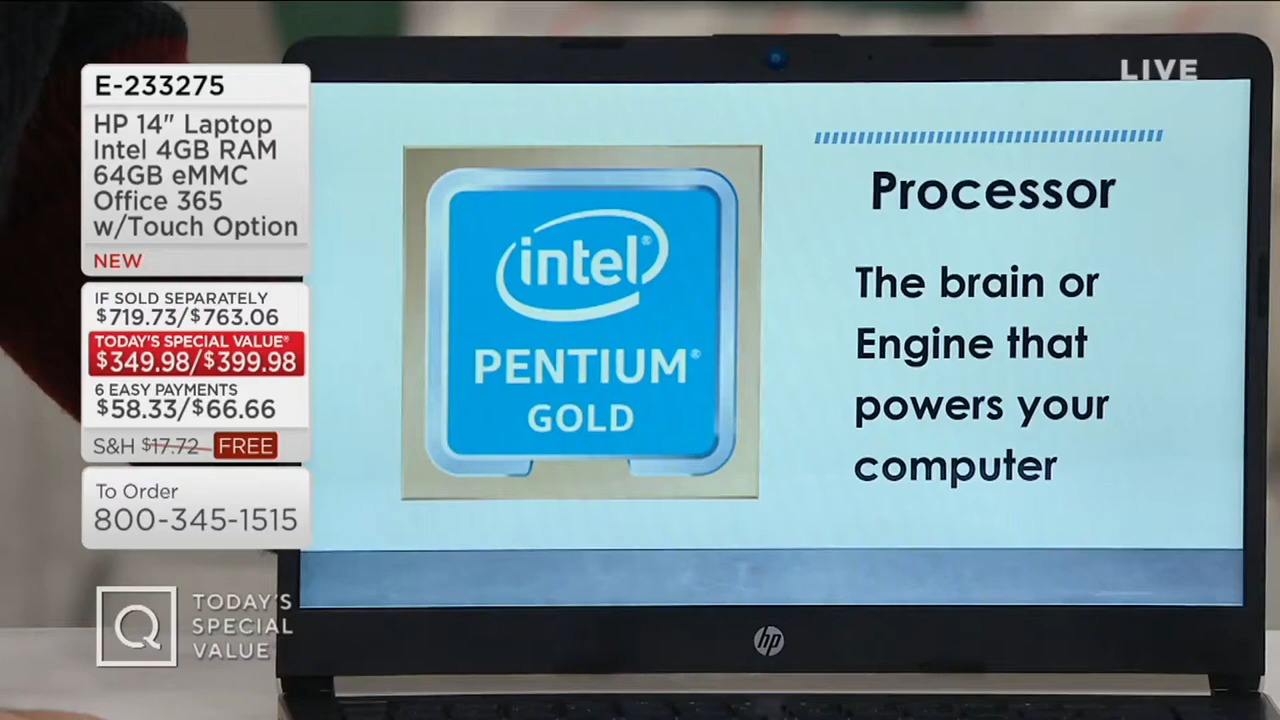 E-233275
HP 14" Laptop
Intel 4GB RAM
64GB eMMC
Office 365
w/Touch Option
NEW
IF SOLD SEPARATELY
$719.73/$763.06
TODAY'S SPECIAL VALUE®
$349.98/$399.98
6 EASY PAYMENTS
$58.33/$66.66
S&H $17.72 FREE
To Order
800-345-1515
Q
TODAY'S
SPECIAL
VALUE
LIVE
intel®
PENTIUM®
GOLD
Processor
The brain or
Engine that
powers your
computer
hp